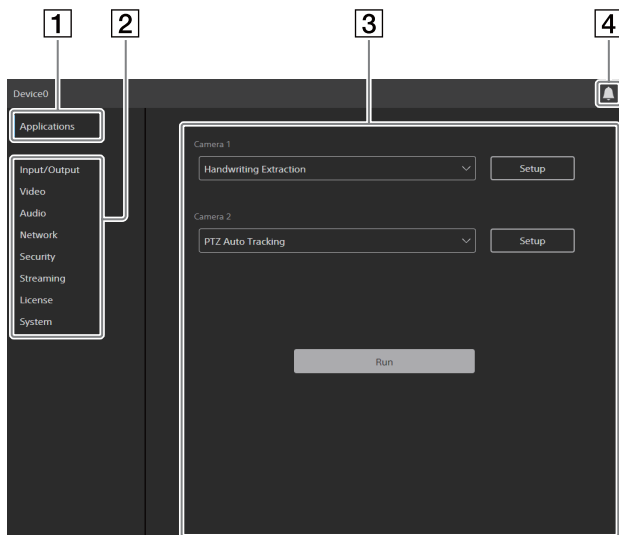 1 2 3 4
Device0
Applications
Input/Output
Video
Audio
Network
Security
Streaming
License
System
Camera 1
Handwriting Extraction Setup
Camera 2
PTZ Auto Tracking Setup
Run